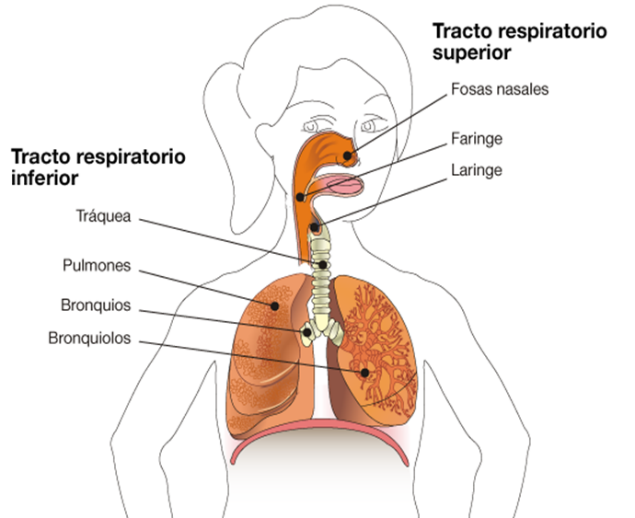 Tracto respiratorio
superior
Fosas nasales
Faringe
Laringe
Tracto respiratorio
inferior
Tráquea
Pulmones
Bronquios
Bronquiolos